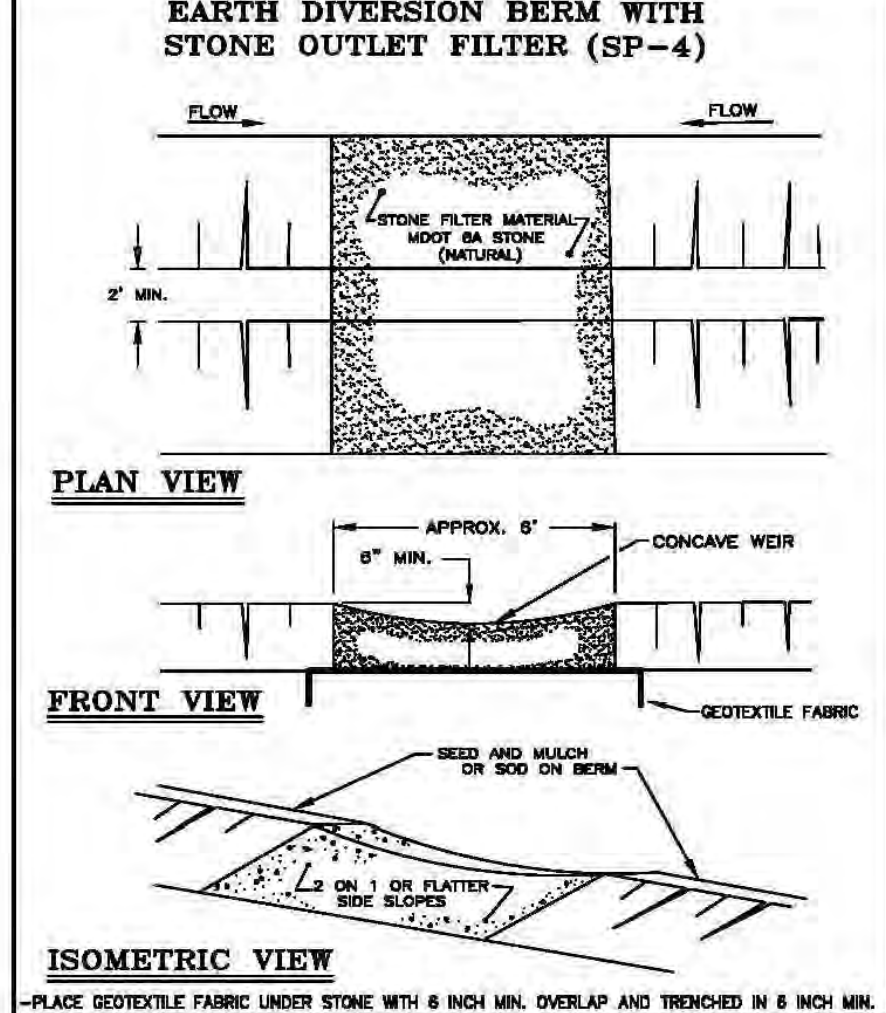 EARTH DIVERSION BERM WITH
STONE OUTLET FILTER (SP-4)
FLOW
FLOW
STONE FILTER MATERIAL
MDOT 6A STONE
(NATURAL)
2' MIN.
PLAN VIEW
APPROX. 6'
6" MIN.
CONCAVE WEIR
FRONT VIEW
GEOTEXTILE FABRIC
SEED AND MULCH
OR SOD ON BERM
2 ON 1 OR FLATTER
SIDE SLOPES
ISOMETRIC VIEW
-PLACE GEOTEXTILE FABRIC UNDER STONE WITH 6 INCH MIN. OVERLAP AND TRENCHED IN 6 INCH MIN.